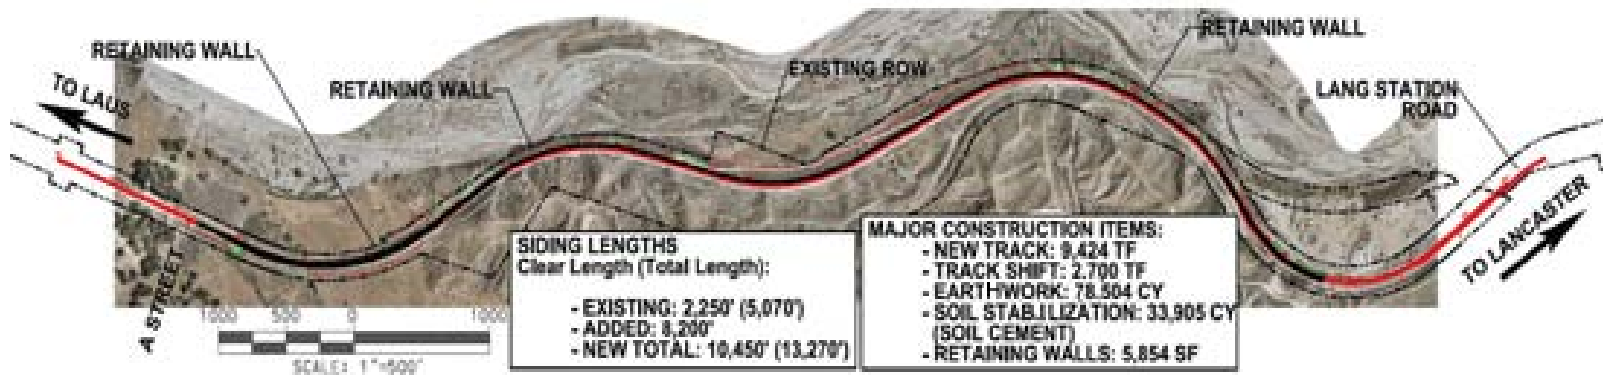 RETAINING WALL
RETAINING WALL
EXISTING ROW
RETAINING WALL
LANG STATION
ROAD
TO LAUS
TO LANCASTER
A STREET
1000 500 0 1000
SCALE: 1"=500'
SIDING LENGTHS
Clear Length (Total Length):
- EXISTING: 2,250' (5,070')
- ADDED: 8,200'
- NEW TOTAL: 10,450' (13,270')
MAJOR CONSTRUCTION ITEMS:
- NEW TRACK: 9,424 TF
- TRACK SHIFT: 2.700 TF
- EARTHWORK: 78,504 CY
- SOIL STAB.ILIZATION: 33,905 CY
(SOIL CEMENT)
- RETAINING WALLS: 5,854 SF